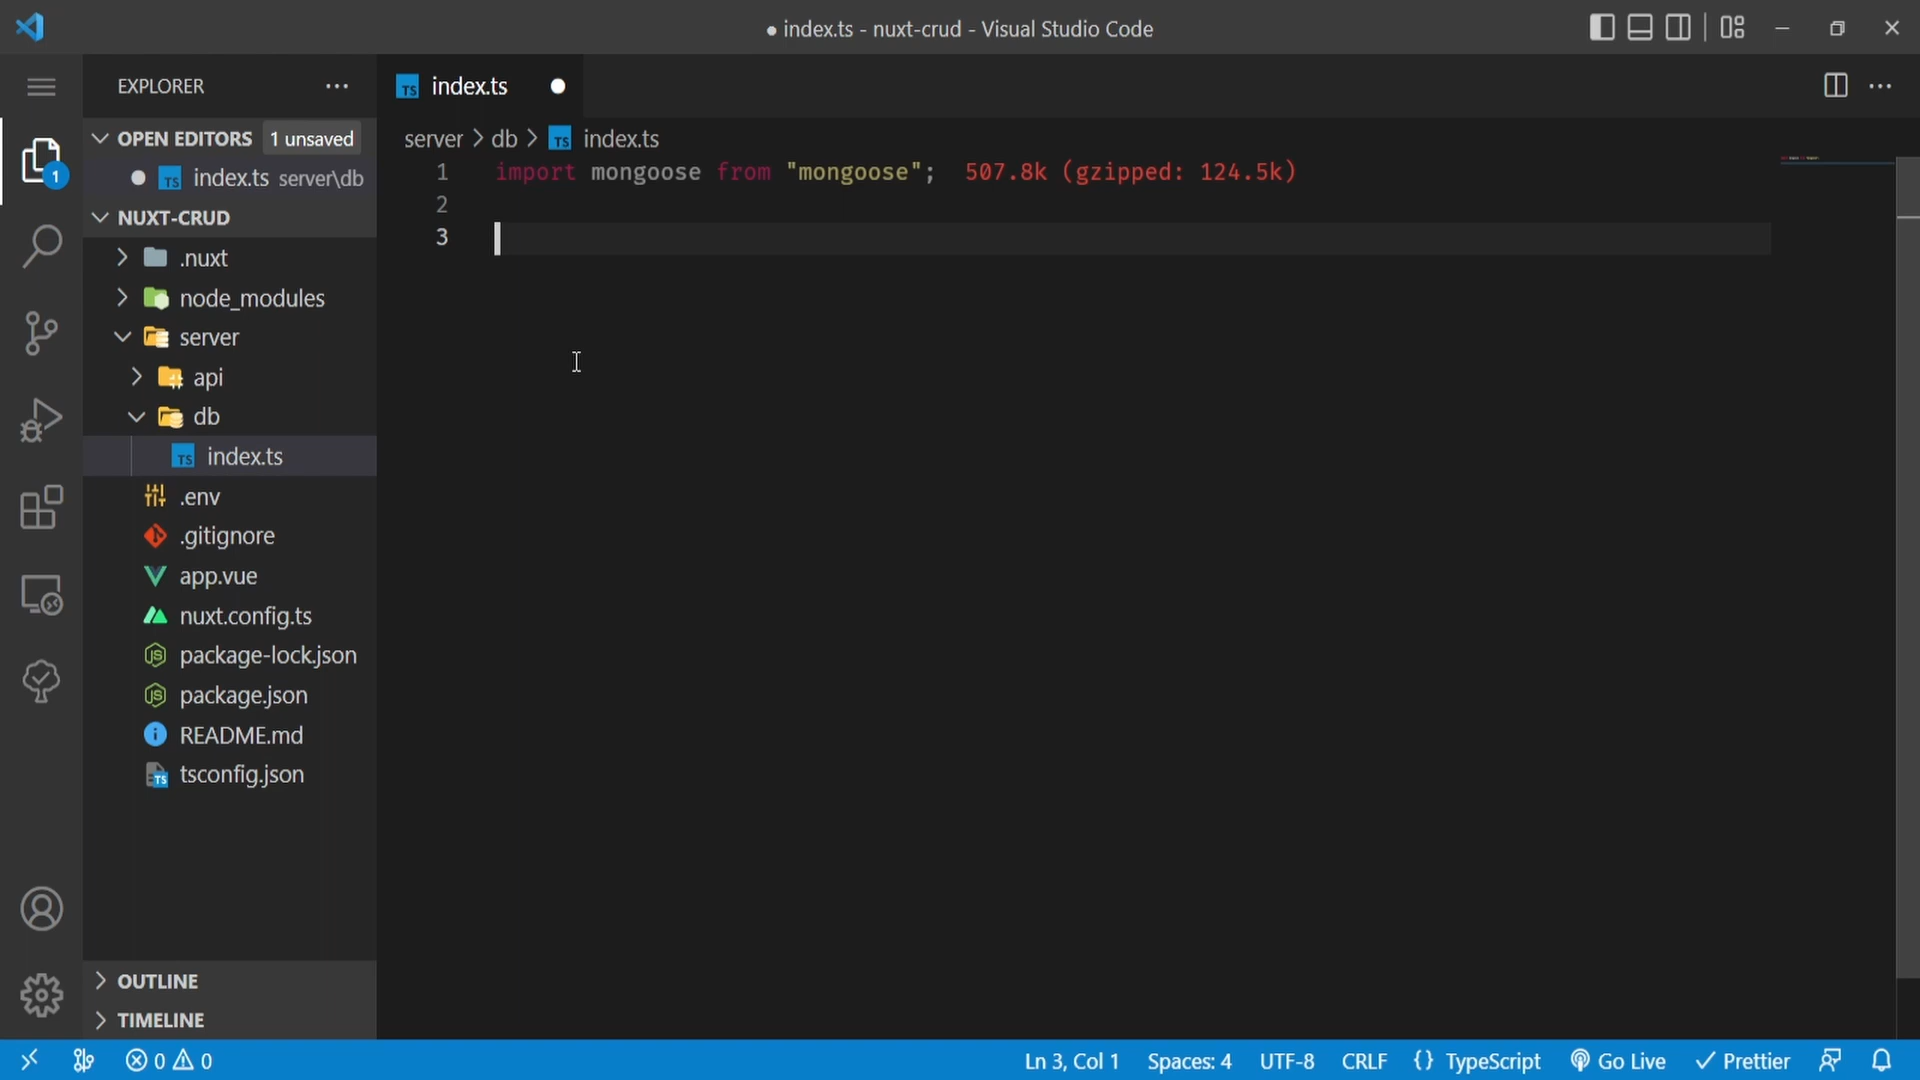 ● index.ts - nuxt-crud - Visual Studio Code
EXPLORER
index.ts
OPEN EDITORS 1 unsaved
index.ts server\db
NUXT-CRUD
.nuxt
node_modules
server
api
db
index.ts
.env
.gitignore
app.vue
nuxt.config.ts
package-lock.json
package.json
README.md
tsconfig.json
OUTLINE
TIMELINE
1
server > db > TS index.ts
1 import mongoose from "mongoose"; 507.8k (gzipped: 124.5k)
2
3
0 0
Ln 3, Col 1 Spaces: 4 UTF-8 CRLF {} TypeScript Go Live Prettier